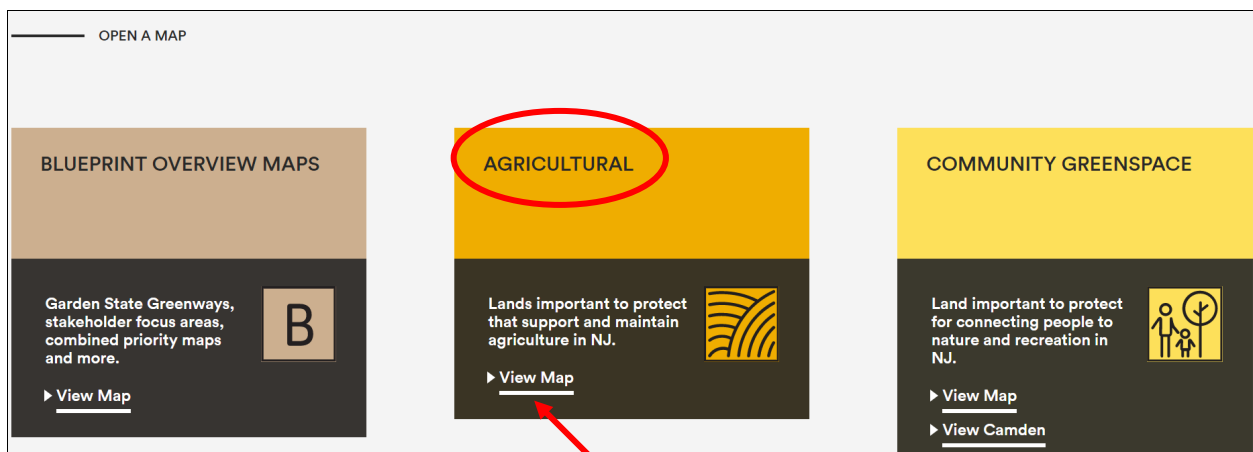 OPEN A MAP
BLUEPRINT OVERVIEW MAPS
Garden State Greenways,
stakeholder focus areas,
combined priority maps
and more.
B
View Map
AGRICULTURAL
Lands important to protect
that support and maintain
agriculture in NJ.
View Map
COMMUNITY GREENSPACE
Land important to protect
for connecting people to
nature and recreation in
NJ.
View Map
View Camden